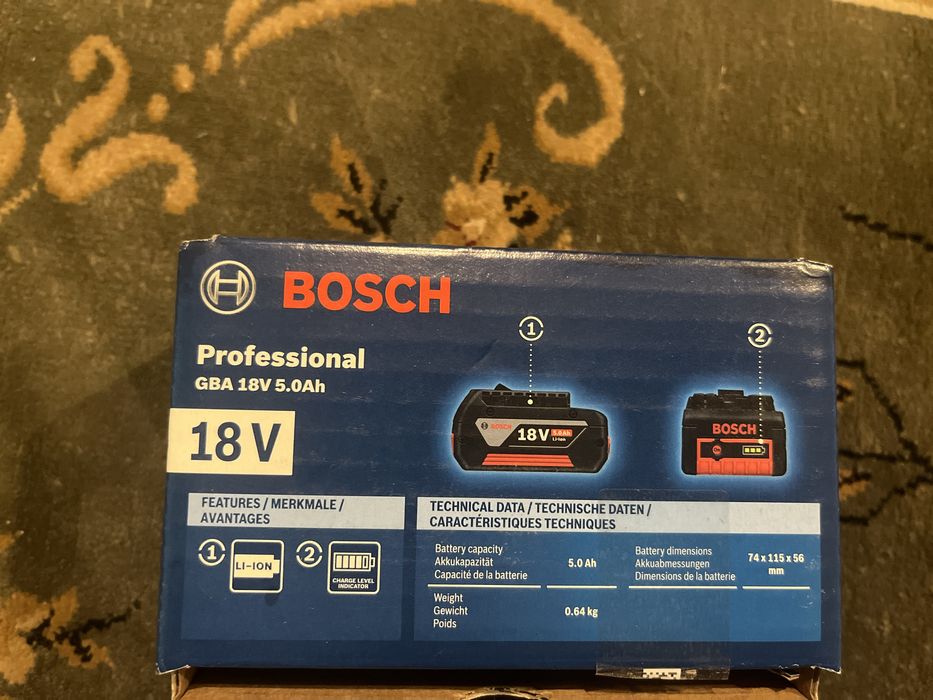 BOSCH
Professional
GBA 18V 5.0Ah
18V
1
2
BOSCH
18V 5.0Ah
Li-Ion
BOSCH
FEATURES / MERKMALE /
AVANTAGES
1
LI-ION
2
CHARGE LEVEL
INDICATOR
TECHNICAL DATA / TECHNISCHE DATEN /
CARACTÉRISTIQUES TECHNIQUES
Battery capacity
Akkukapazität
Capacité de la batterie
5.0 Ah
Battery dimensions
Akkuabmessungen
Dimensions de la batterie
74 x 115 x 56
mm
Weight
Gewicht
Poids
0.64 kg